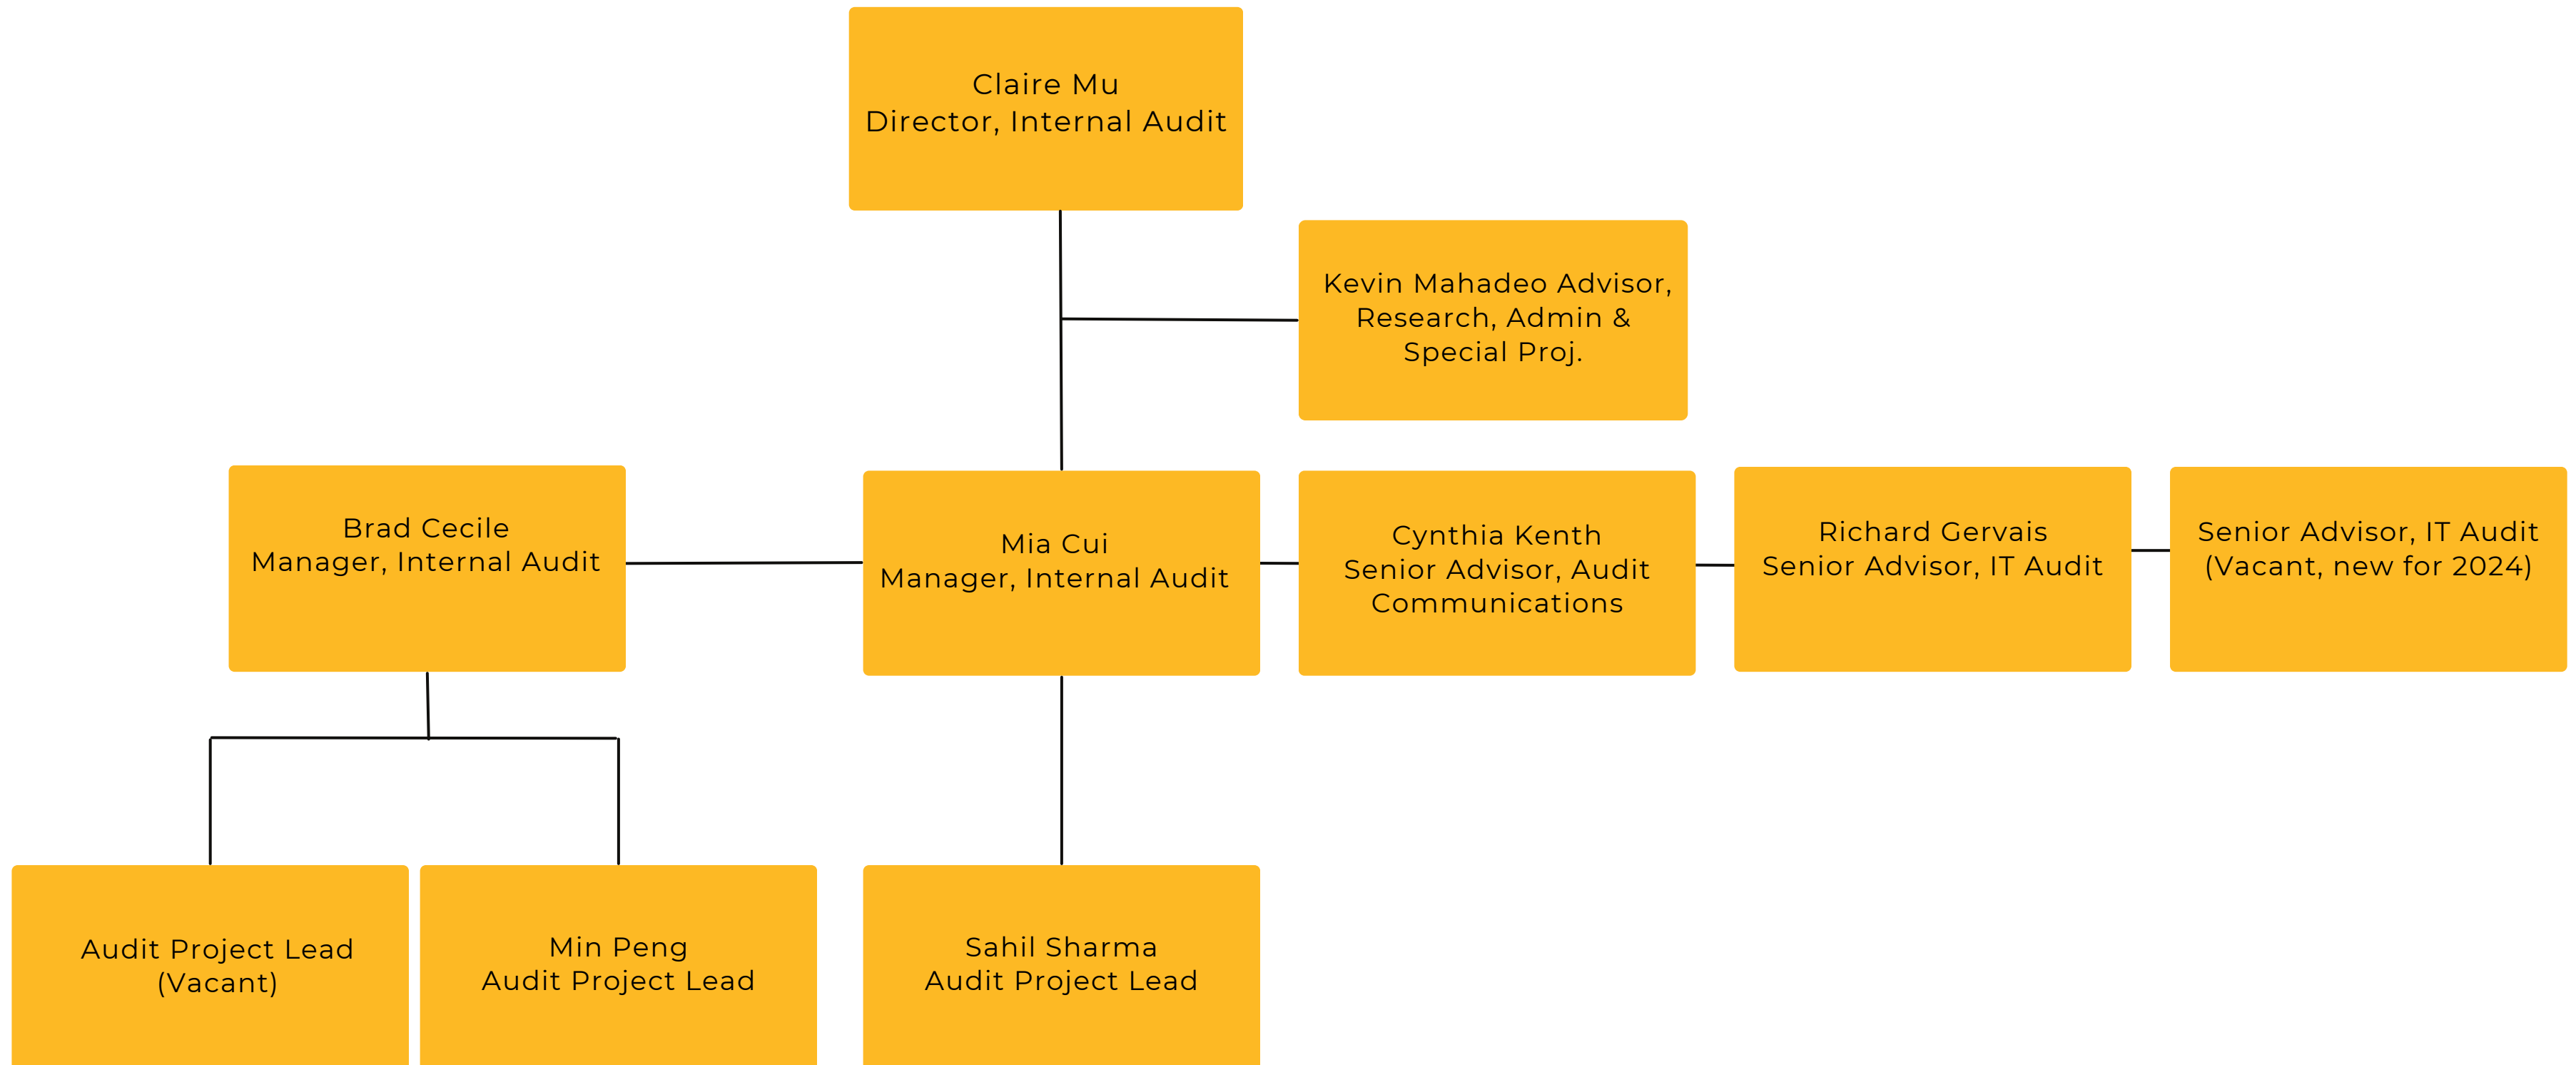 Claire Mu
Director, Internal Audit
Kevin Mahadeo Advisor,
Research, Admin &
Special Proj.
Brad Cecile
Manager, Internal Audit
Mia Cui
Manager, Internal Audit
Cynthia Kenth
Senior Advisor, Audit
Communications
Richard Gervais
Senior Advisor, IT Audit
Senior Advisor, IT Audit
(Vacant, new for 2024)
Audit Project Lead
(Vacant)
Min Peng
Audit Project Lead
Sahil Sharma
Audit Project Lead